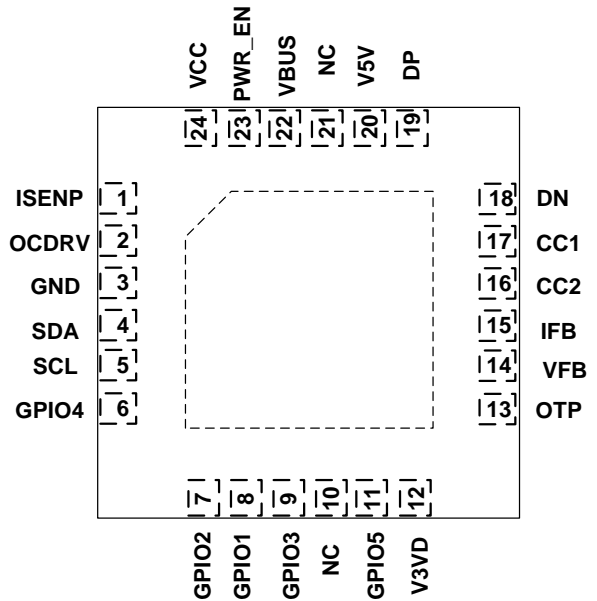 VCC
PWR_EN
VBUS
NC
V5V
DP
24
23
22
21
20
19
ISENP 1
OCDRV 2
GND 3
SDA 4
SCL 5
GPIO4 6
18 DN
17 CC1
16 CC2
15 IFB
14 VFB
13 OTP
7
8
9
10
11
12
GPIO2
GPIO1
GPIO3
NC
GPIO5
V3VD